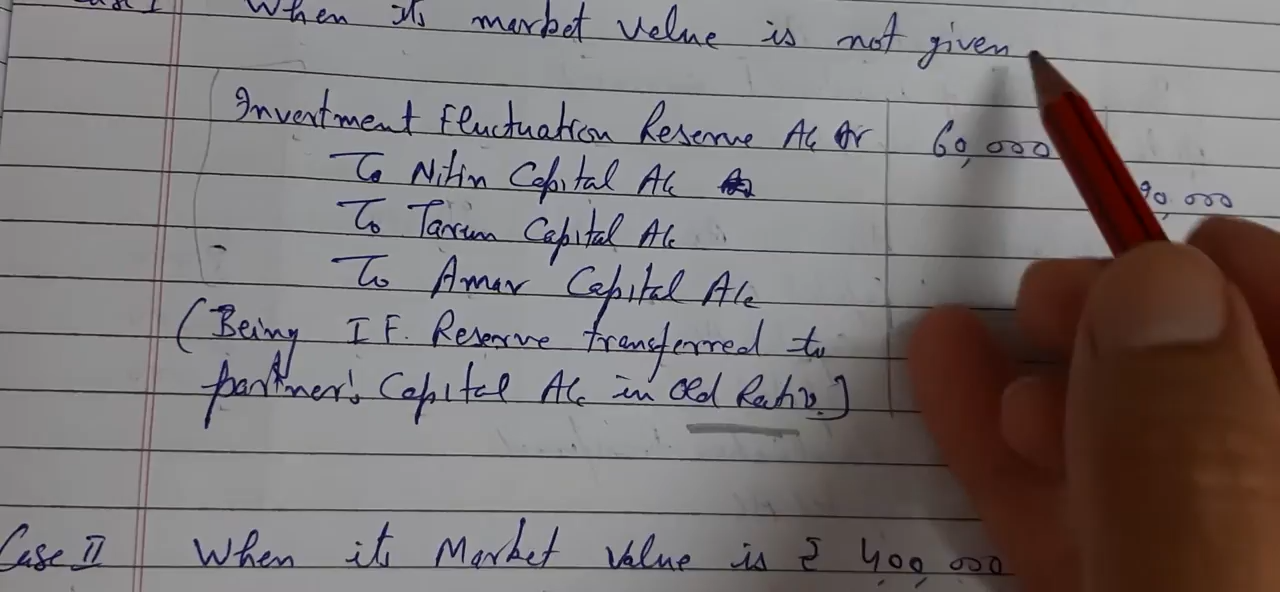 Case I When its market value is not given
Investment Fluctuation Reserve A/c Dr 60,000
To Nitin Capital A/c
To Tarun Capital A/c
To Amar Capital A/c
(Being I F. Reserve transferred to
partner's Capital A/c in old Ratio)
Case II When its Market Value is ₹ 400,000